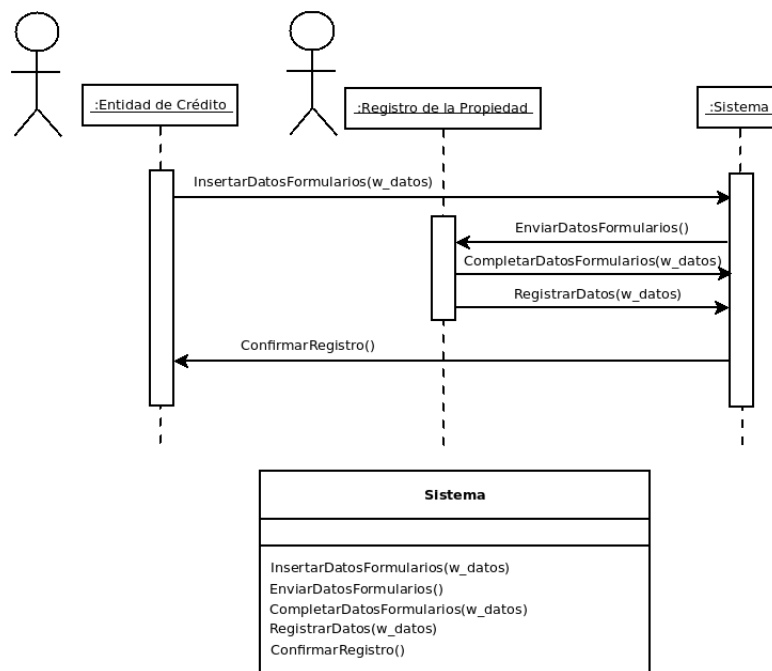 :Entidad de Crédito
:Registro de la Propiedad
:Sistema
InsertarDatosFormularios(w_datos)
EnviarDatosFormularios()
CompletarDatosFormularios(w_datos)
RegistrarDatos(w_datos)
ConfirmarRegistro()
Sistema
InsertarDatosFormularios(w_datos)
EnviarDatosFormularios()
CompletarDatosFormularios(w_datos)
RegistrarDatos(w_datos)
ConfirmarRegistro()